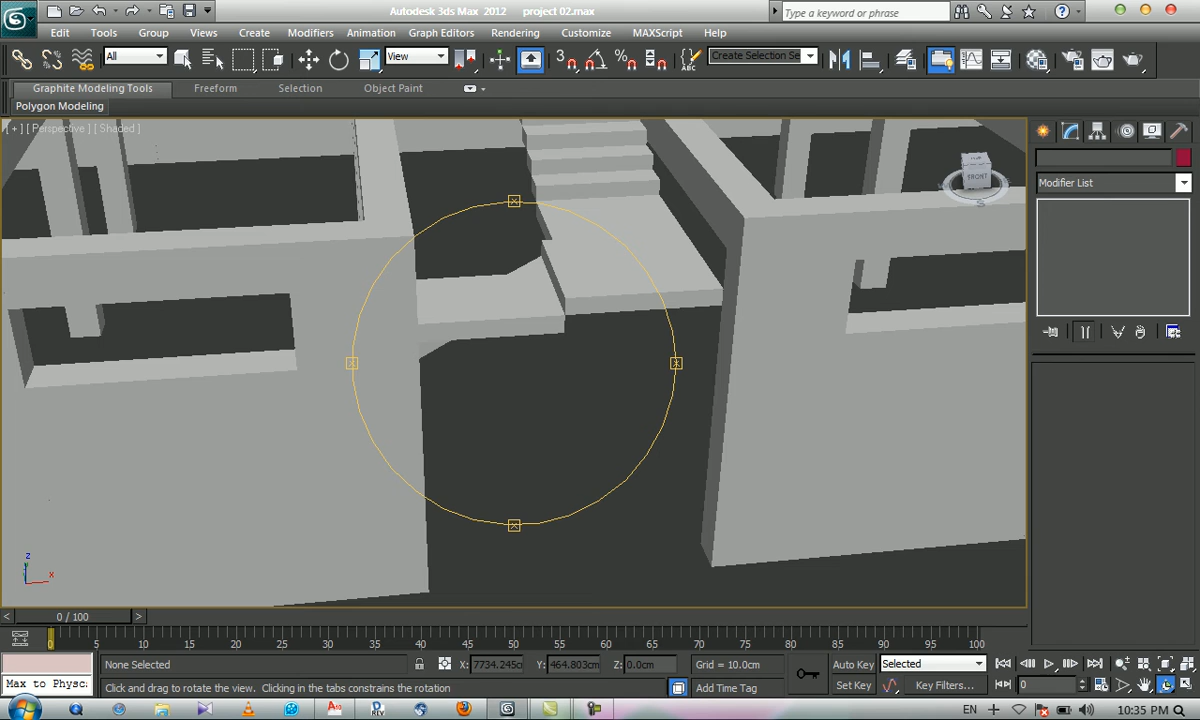 Autodesk 3ds Max 2012 project 02.max
Type a keyword or phrase
Edit Tools Group Views Create Modifiers Animation Graph Editors Rendering Customize MAXScript Help
All View 3 Create Selection Se
ABC
Graphite Modeling Tools Freeform Selection Object Paint
Polygon Modeling
[ + ] [ Perspective ] [ Shaded ]
FRONT
S
Modifier List
z
x
< 0 / 100 >
0 5 10 15 20 25 30 35 40 45 50 55 60 65 70 75 80 85 90 95 100
None Selected X: 7734.245c Y: 464.803cm Z: 0.0cm Grid = 10.0cm Auto Key Selected
Max to Physc: Click and drag to rotate the view. Clicking in the tabs constrains the rotation Add Time Tag Set Key Key Filters... 0
EN 10:35 PM